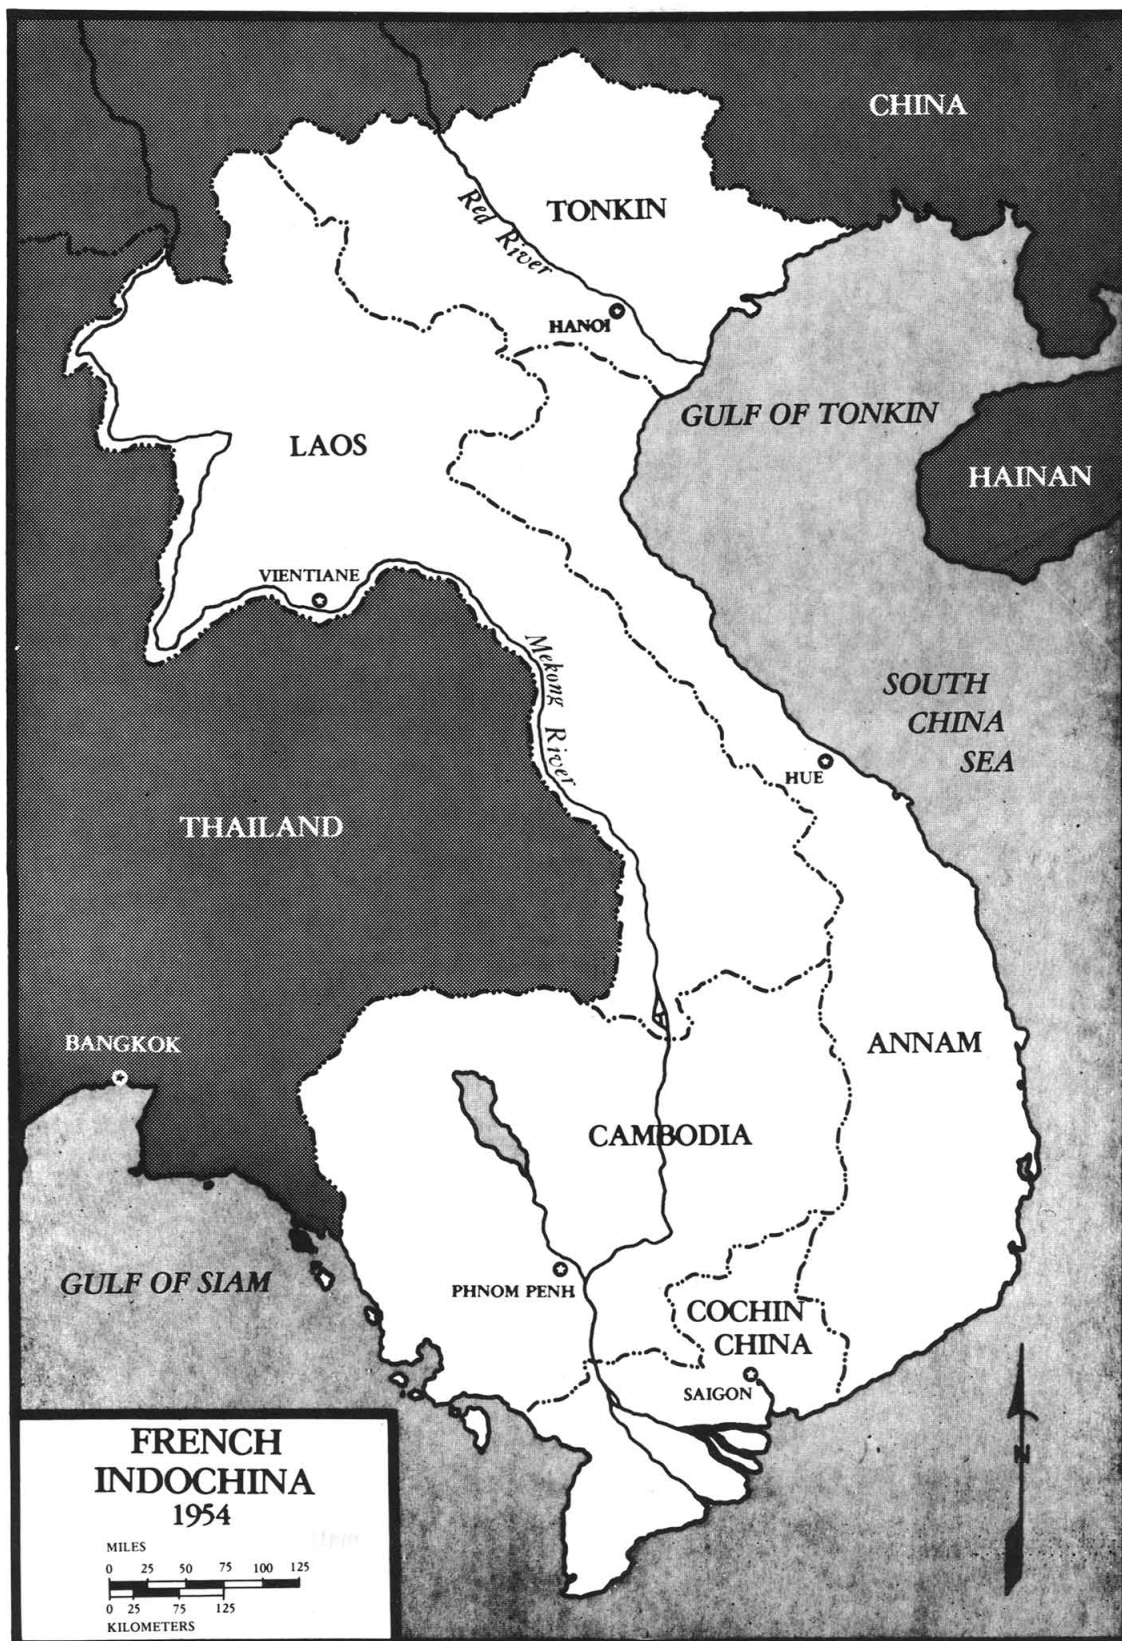 CHINA
TONKIN
Red River
HANOI
GULF OF TONKIN
HAINAN
LAOS
VIENTIANE
Mekong River
SOUTH
CHINA
SEA
HUE
THAILAND
BANGKOK
ANNAM
CAMBODIA
GULF OF SIAM
PHNOM PENH
COCHIN
CHINA
SAIGON
N
FRENCH
INDOCHINA
1954
MILES
0 25 50 75 100 125
0 25 75 125
KILOMETERS